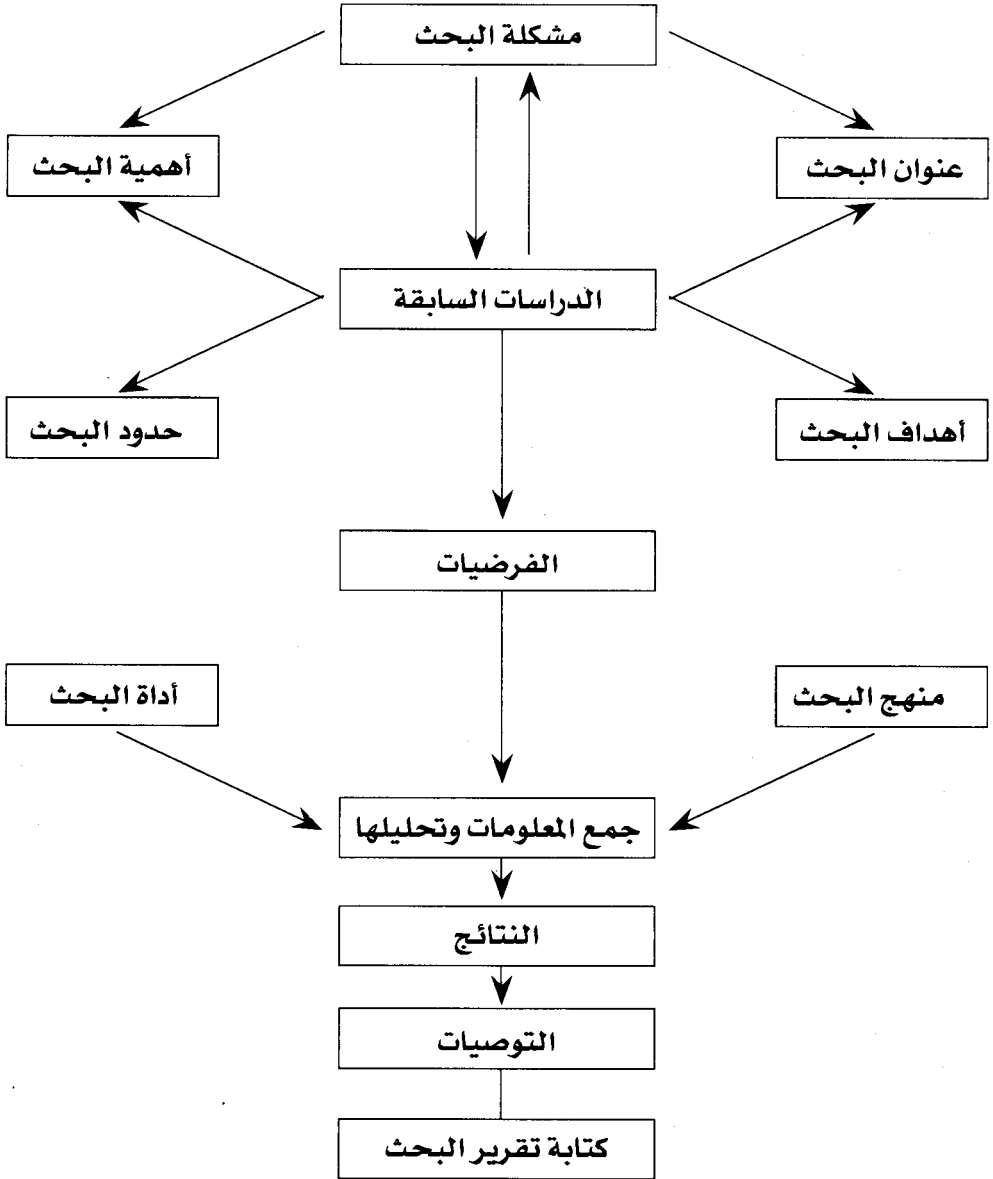 مشكلة البحث
عنوان البحث
أهمية البحث
الدراسات السابقة
أهداف البحث
حدود البحث
الفرضيات
منهج البحث
أداة البحث
جمع المعلومات وتحليلها
النتائج
التوصيات
كتابة تقرير البحث